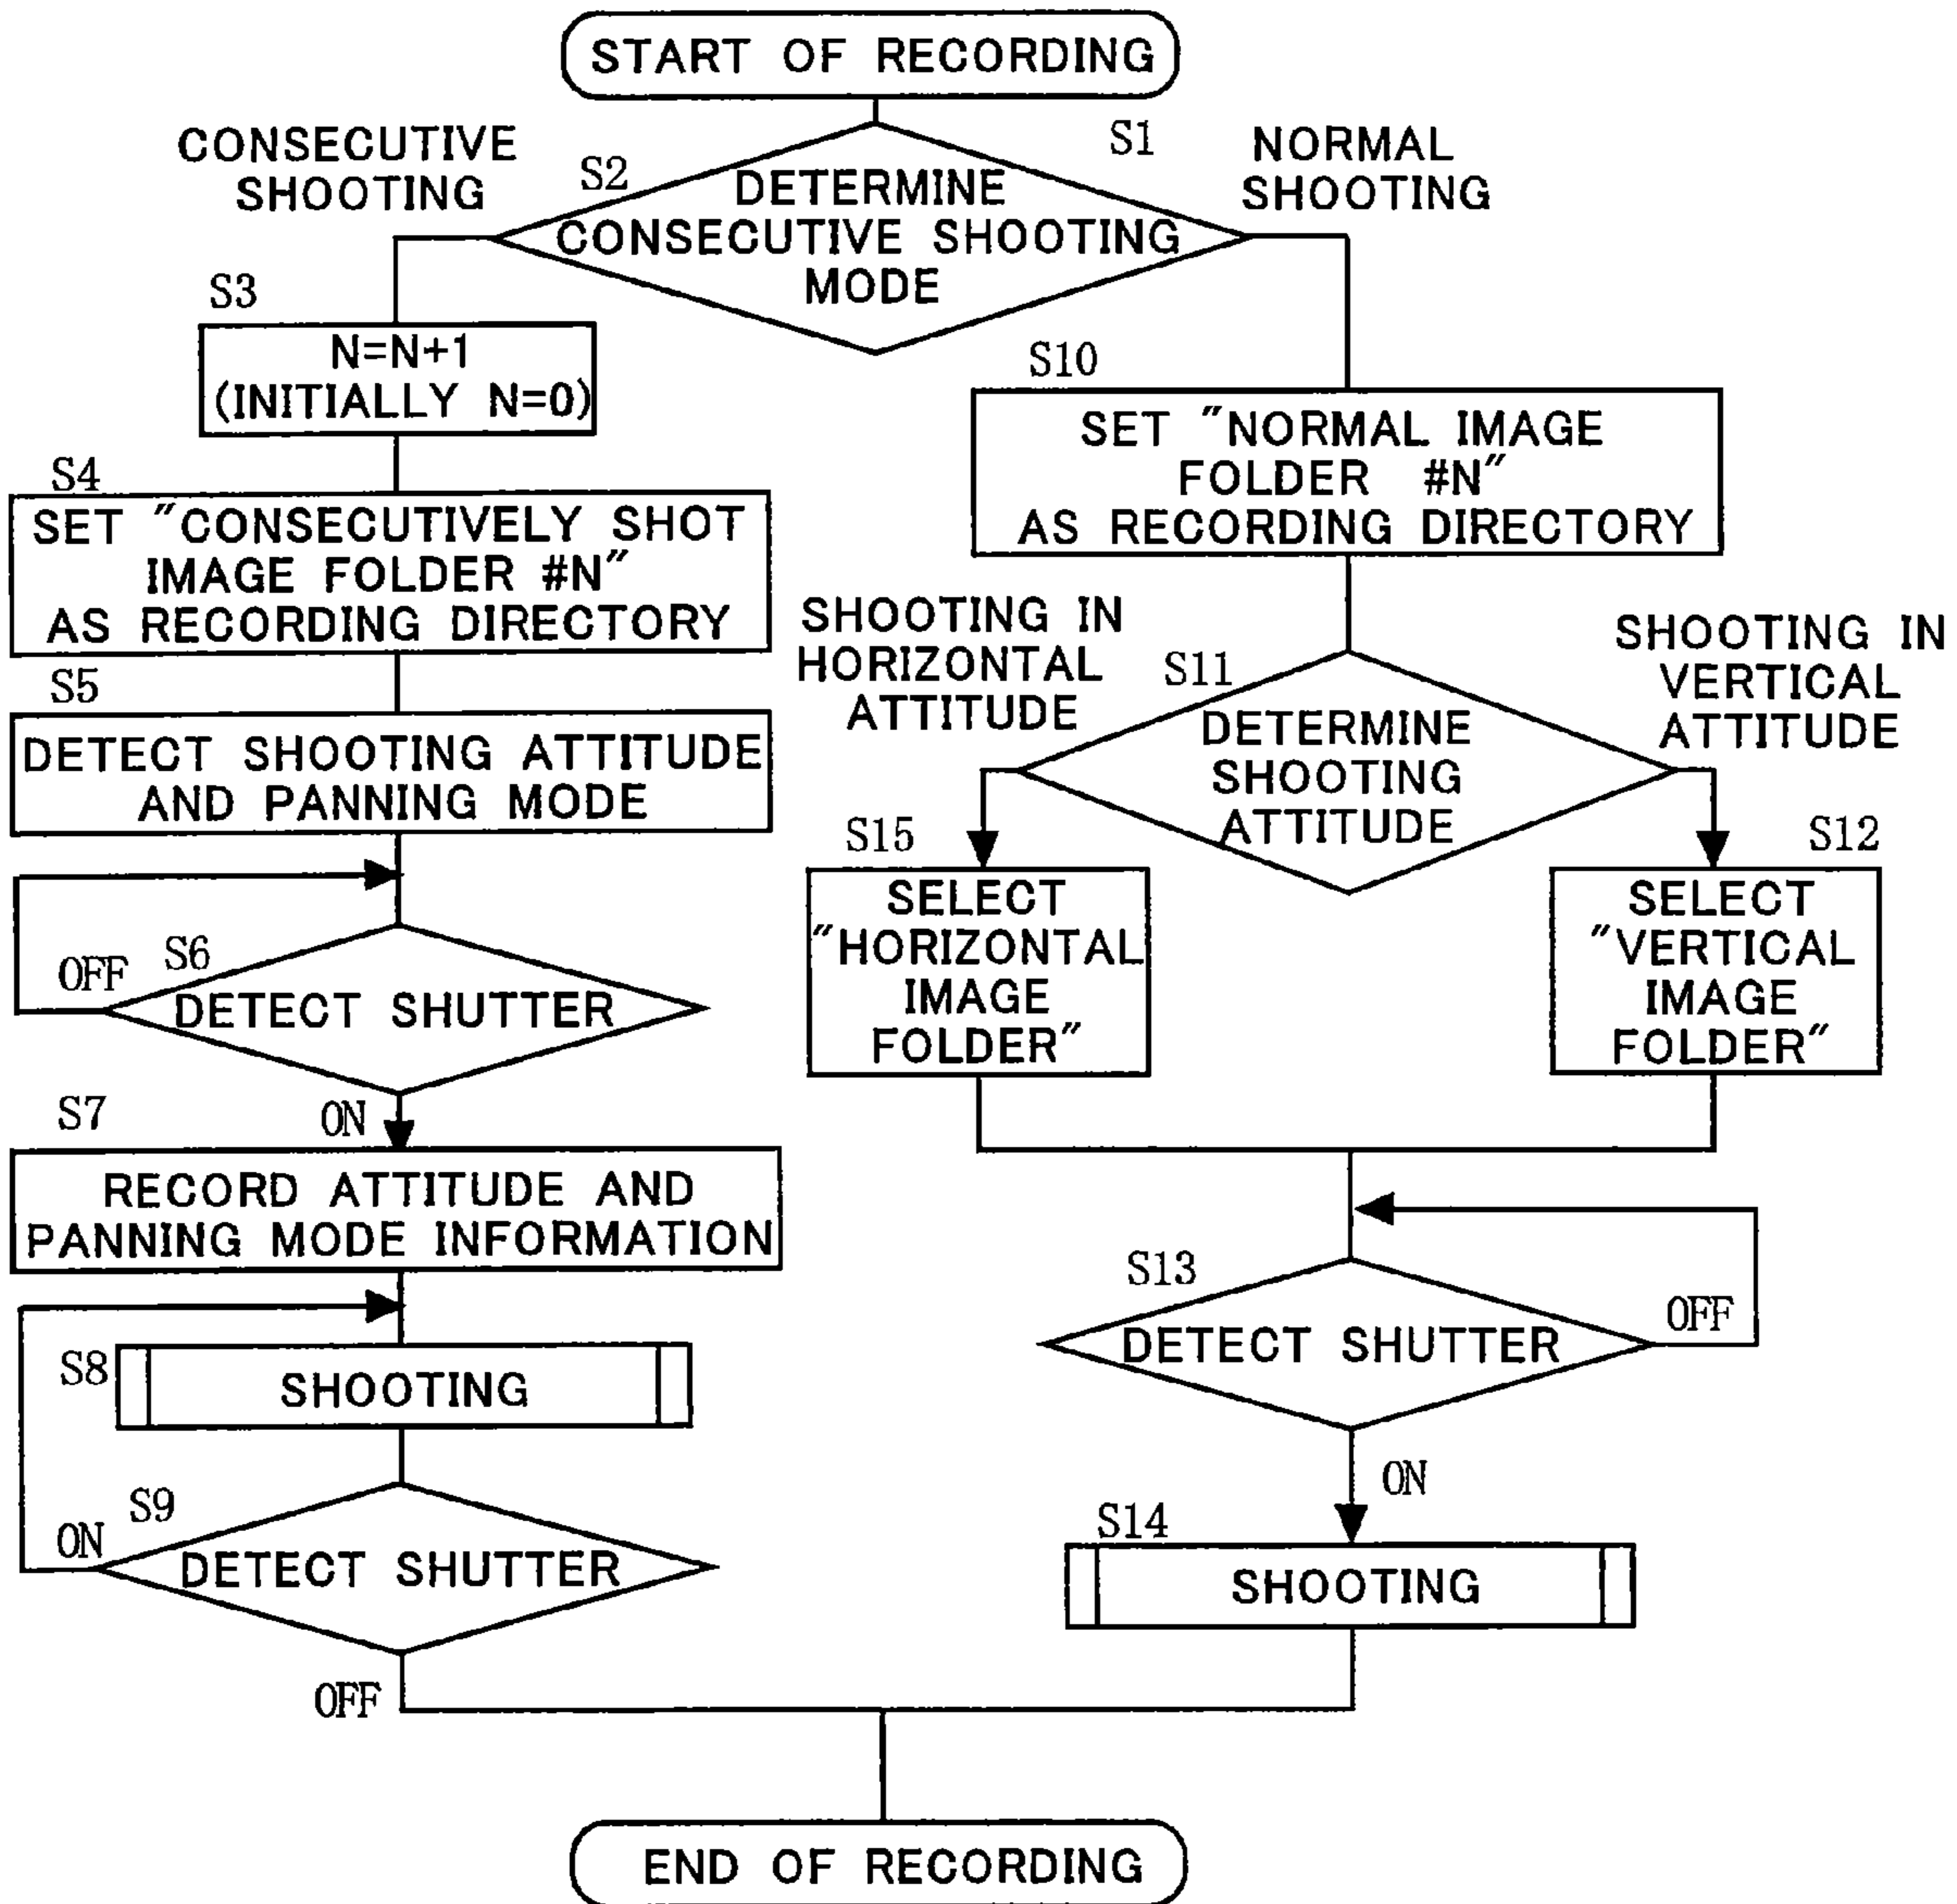 START OF RECORDING
CONSECUTIVE
SHOOTING
S2
S1
NORMAL
SHOOTING
DETERMINE
CONSECUTIVE SHOOTING
MODE
S3
N=N+1
(INITIALLY N=0)
S4
SET "CONSECUTIVELY SHOT
IMAGE FOLDER #N"
AS RECORDING DIRECTORY
S5
DETECT SHOOTING ATTITUDE
AND PANNING MODE
S6
OFF
DETECT SHUTTER
ON
S7
RECORD ATTITUDE AND
PANNING MODE INFORMATION
S8
SHOOTING
S9
ON
DETECT SHUTTER
OFF
S10
SET "NORMAL IMAGE
FOLDER #N"
AS RECORDING DIRECTORY
SHOOTING IN
HORIZONTAL
ATTITUDE
S11
SHOOTING IN
VERTICAL
ATTITUDE
DETERMINE
SHOOTING
ATTITUDE
S15
SELECT
"HORIZONTAL
IMAGE
FOLDER"
S12
SELECT
"VERTICAL
IMAGE
FOLDER"
S13
OFF
DETECT SHUTTER
ON
S14
SHOOTING
END OF RECORDING